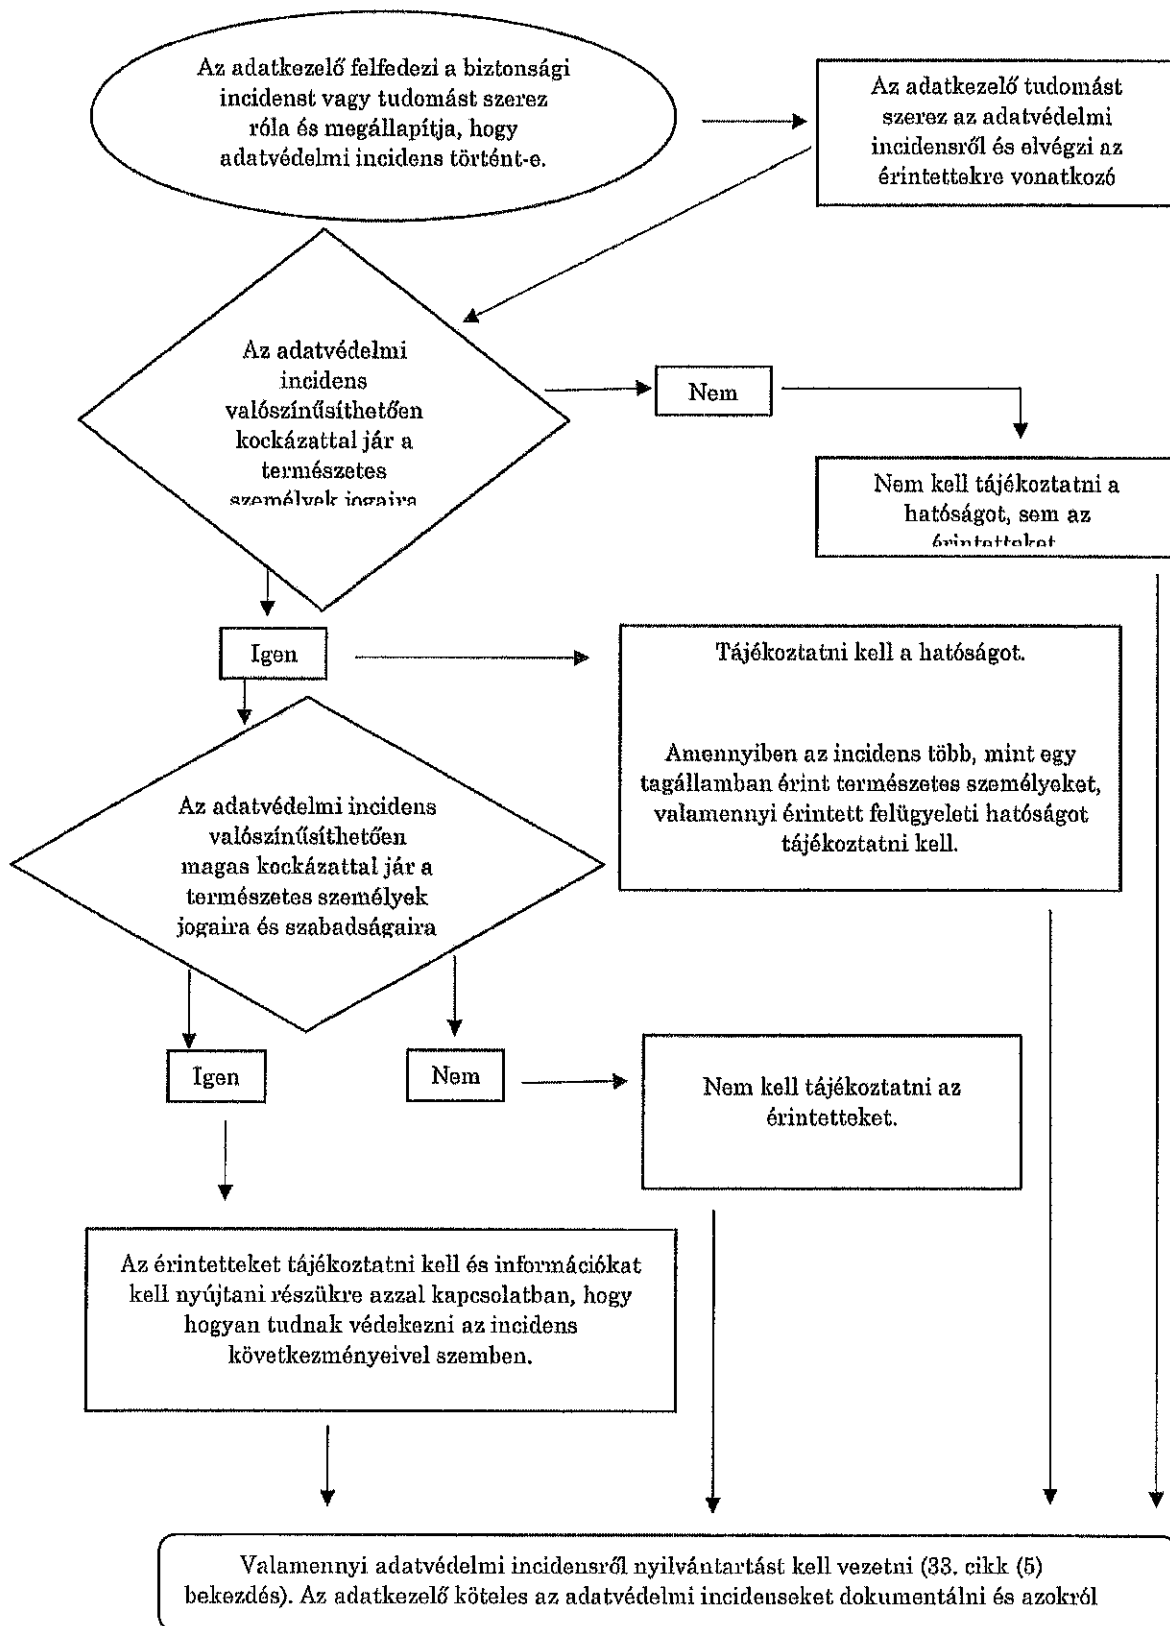 Az adatkezelő felfedezi a biztonsági
incidenst vagy tudomást szerez
róla és megállapítja, hogy
adatvédelmi incidens történt-e.
Az adatkezelő tudomást
szerez az adatvédelmi
incidensről és elvégzi az
érintettekre vonatkozó
Az adatvédelmi
incidens
valószínűsíthetően
kockázattal jár a
természetes
személyek jogaira
Nem
Nem kell tájékoztatni a
hatóságot, sem az
érintetteket
Igen
Tájékoztatni kell a hatóságot.
Amennyiben az incidens több, mint egy
tagállamban érint természetes személyeket,
valamennyi érintett felügyeleti hatóságot
tájékoztatni kell.
Az adatvédelmi incidens
valószínűsíthetően
magas kockázattal jár a
természetes személyek
jogaira és szabadságaira
Igen
Nem
Nem kell tájékoztatni az
érintetteket.
Az érintetteket tájékoztatni kell és információkat
kell nyújtani részükre azzal kapcsolatban, hogy
hogyan tudnak védekezni az incidens
következményeivel szemben.
Valamennyi adatvédelmi incidensről nyilvántartást kell vezetni (33. cikk (5)
bekezdés). Az adatkezelő köteles az adatvédelmi incidenseket dokumentálni és azokról